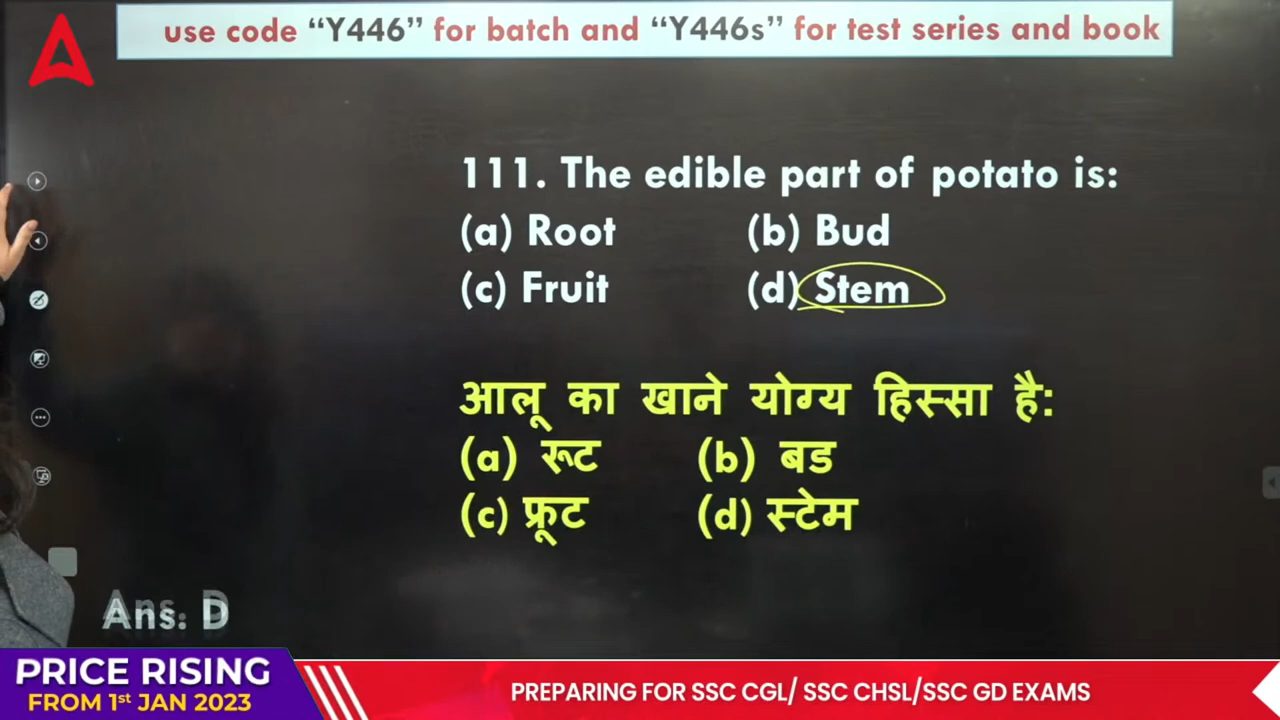 use code “Y446” for batch and “Y446s” for test series and book
111. The edible part of potato is:
(a) Root (b) Bud
(c) Fruit (d) Stem
आलू का खाने योग्य हिस्सा है:
(a) रूट (b) बड
(c) फ्रूट (d) स्टेम
Ans: D
PRICE RISING
FROM 1st JAN 2023
PREPARING FOR SSC CGL/ SSC CHSL/SSC GD EXAMS